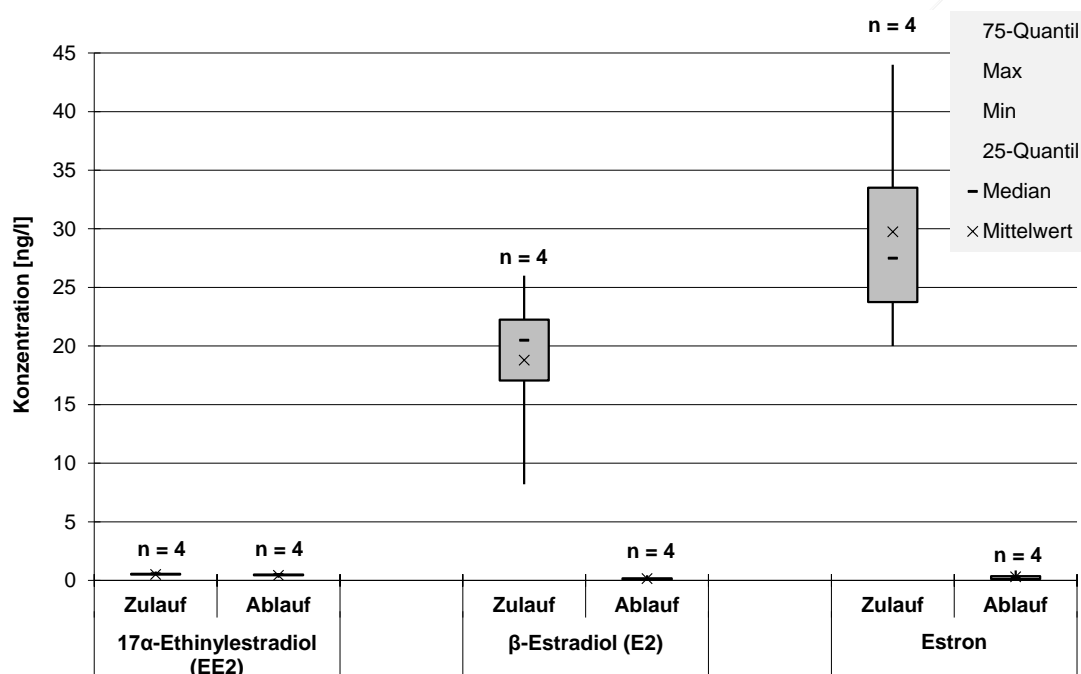 n = 4
75-Quantil
Max
Min
25-Quantil
Median
Mittelwert
45
40
35
30
25
20
15
10
5
0
Konzentration [ng/l]
n = 4
n = 4
n = 4
n = 4
n = 4
Zulauf
Ablauf
Zulauf
Ablauf
Zulauf
Ablauf
17α-Ethinylestradiol
(EE2)
β-Estradiol (E2)
Estron